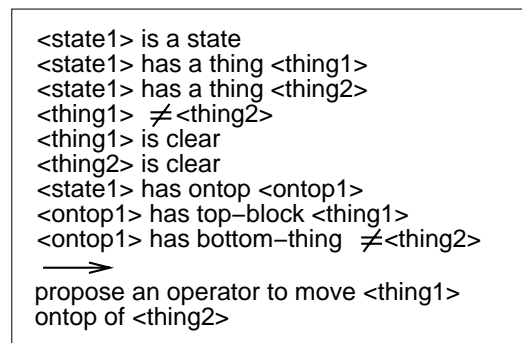 <state1> is a state
<state1> has a thing <thing1>
<state1> has a thing <thing2>
<thing1> ≠<thing2>
<thing1> is clear
<thing2> is clear
<state1> has ontop <ontop1>
<ontop1> has top−block <thing1>
<ontop1> has bottom−thing ≠<thing2>
⟶
propose an operator to move <thing1>
ontop of <thing2>